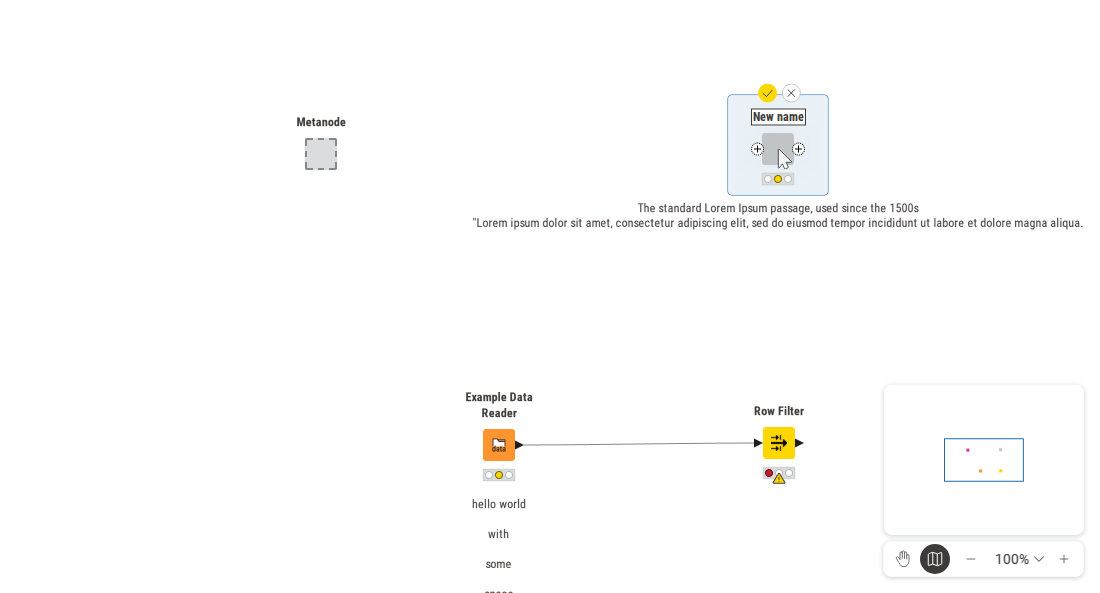 Metanode
New name
The standard Lorem Ipsum passage, used since the 1500s
"Lorem ipsum dolor sit amet, consectetur adipiscing elit, sed do eiusmod tempor incididunt ut labore et dolore magna aliqua.
Example Data
Reader
Row Filter
data
hello world
with
some
100%